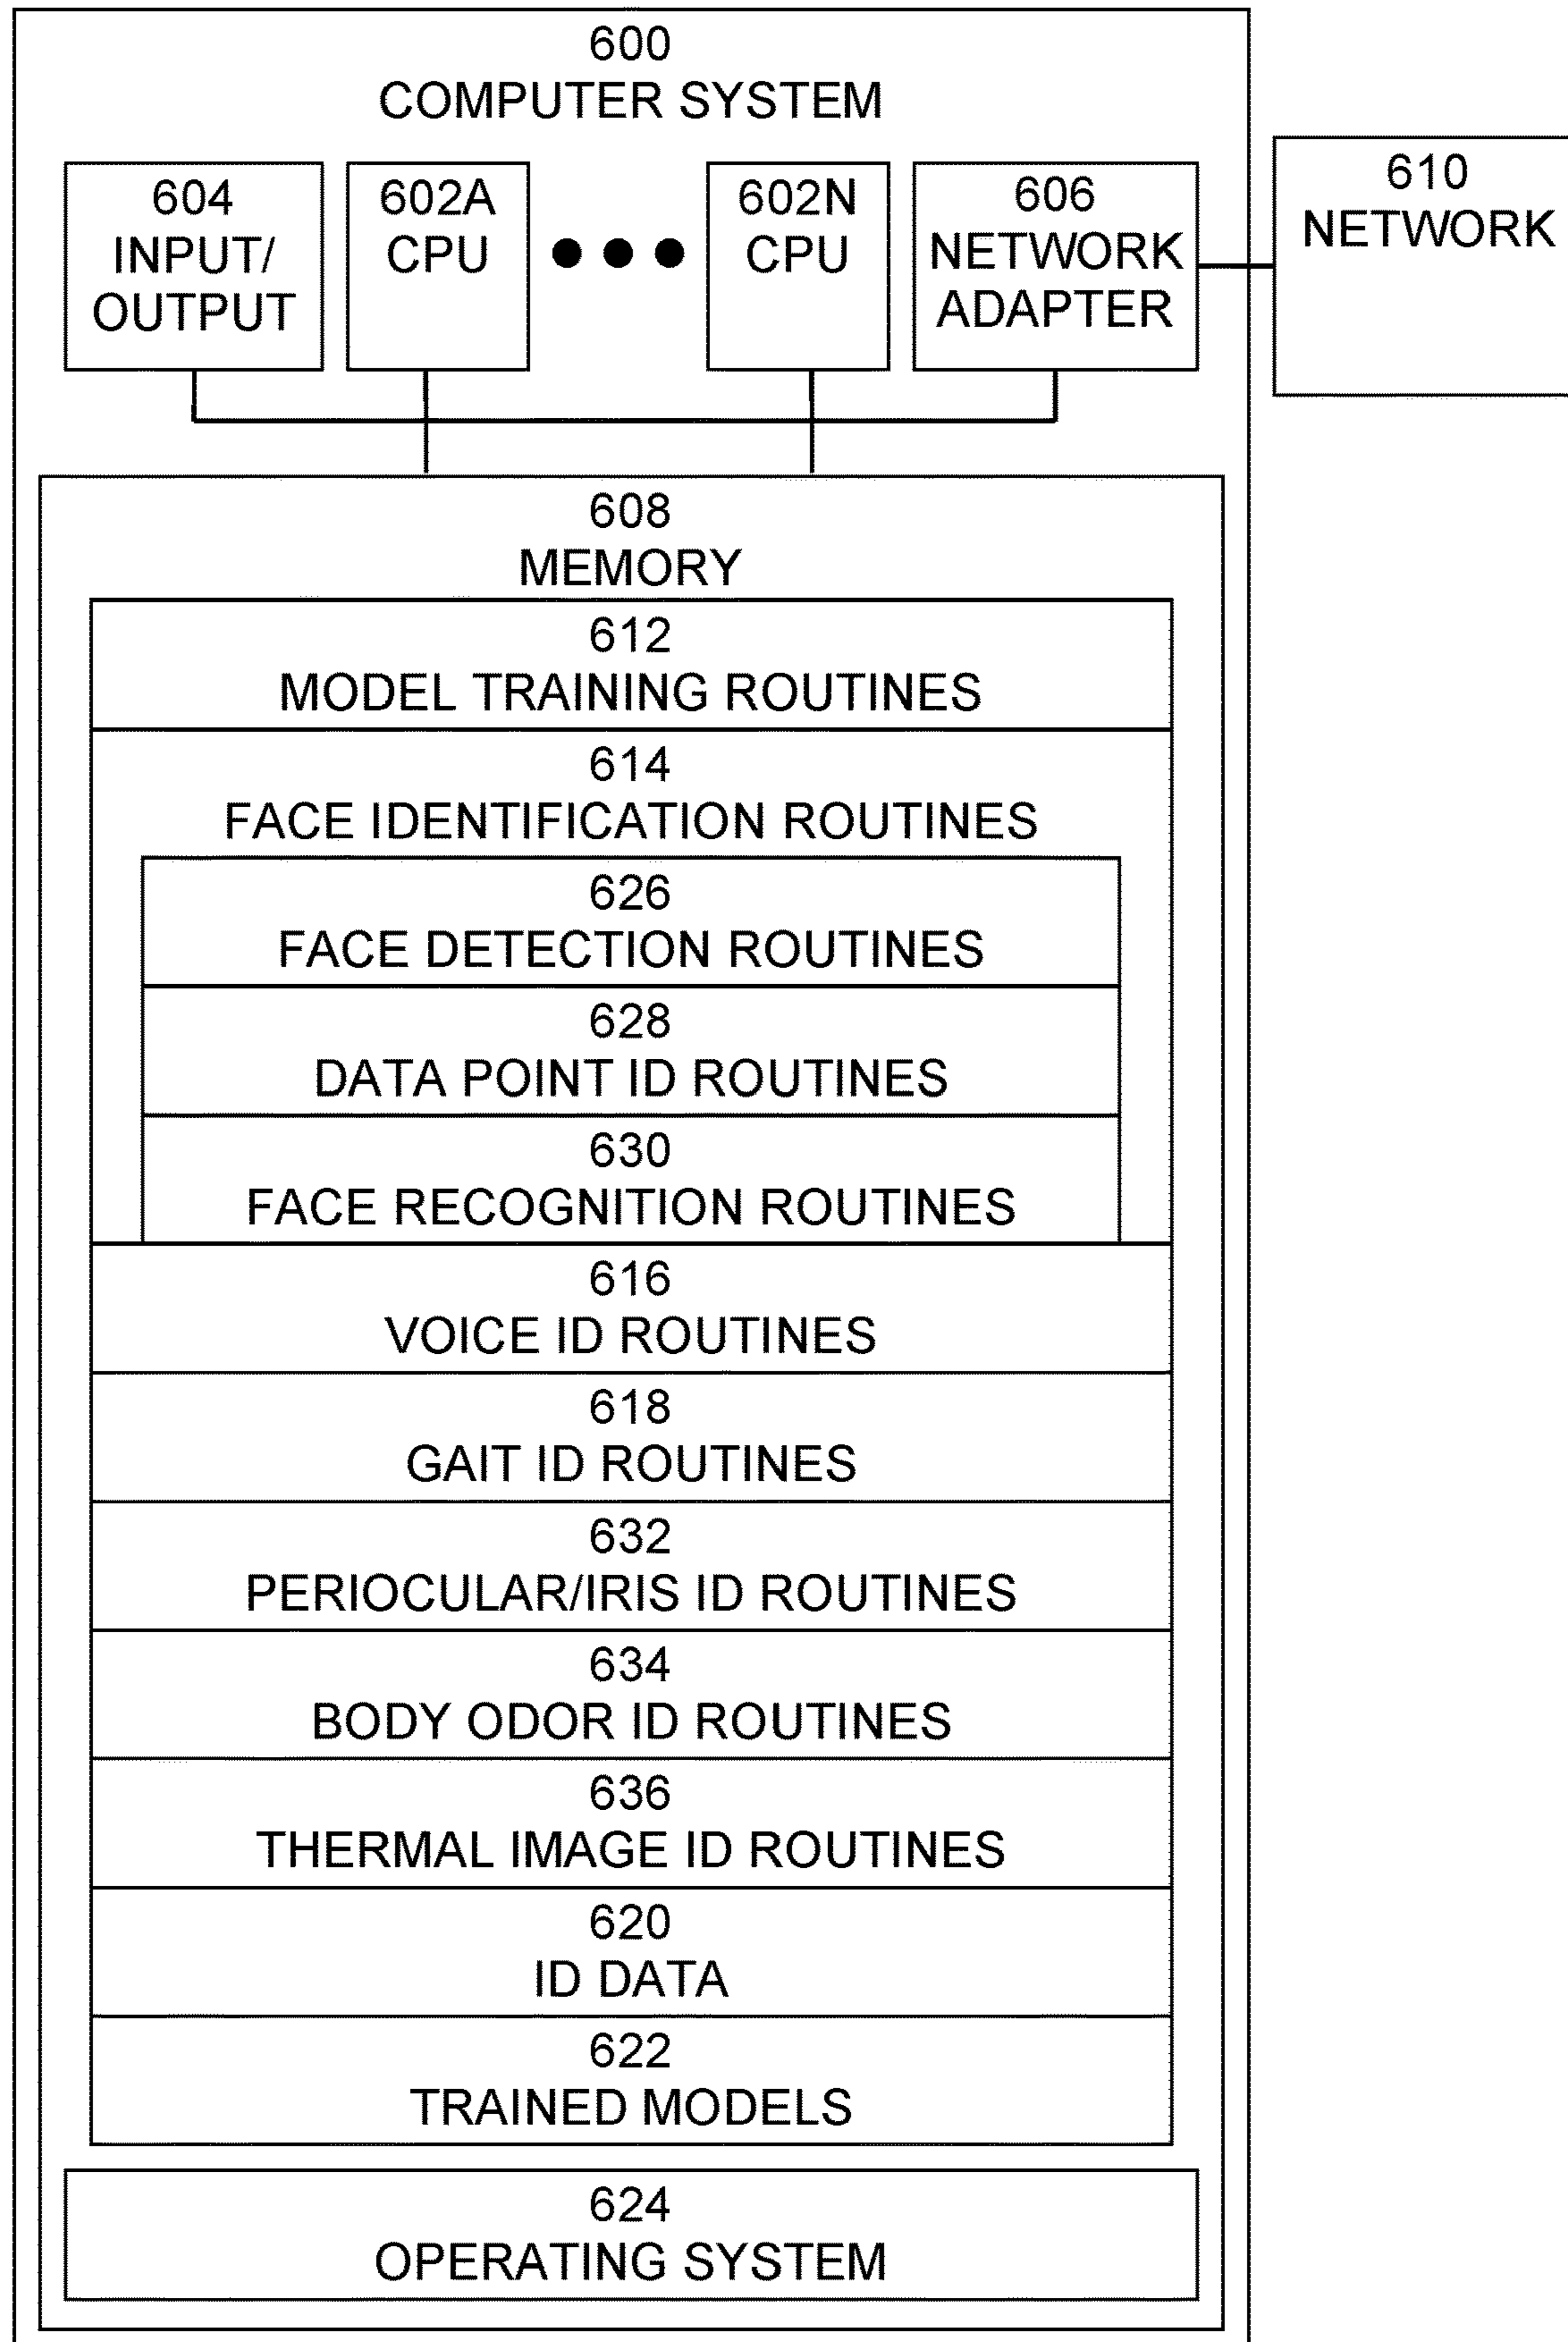 600
COMPUTER SYSTEM
604
INPUT/
OUTPUT
602A
CPU
602N
CPU
606
NETWORK
ADAPTER
610
NETWORK
608
MEMORY
612
MODEL TRAINING ROUTINES
614
FACE IDENTIFICATION ROUTINES
626
FACE DETECTION ROUTINES
628
DATA POINT ID ROUTINES
630
FACE RECOGNITION ROUTINES
616
VOICE ID ROUTINES
618
GAIT ID ROUTINES
632
PERIOCULAR/IRIS ID ROUTINES
634
BODY ODOR ID ROUTINES
636
THERMAL IMAGE ID ROUTINES
620
ID DATA
622
TRAINED MODELS
624
OPERATING SYSTEM